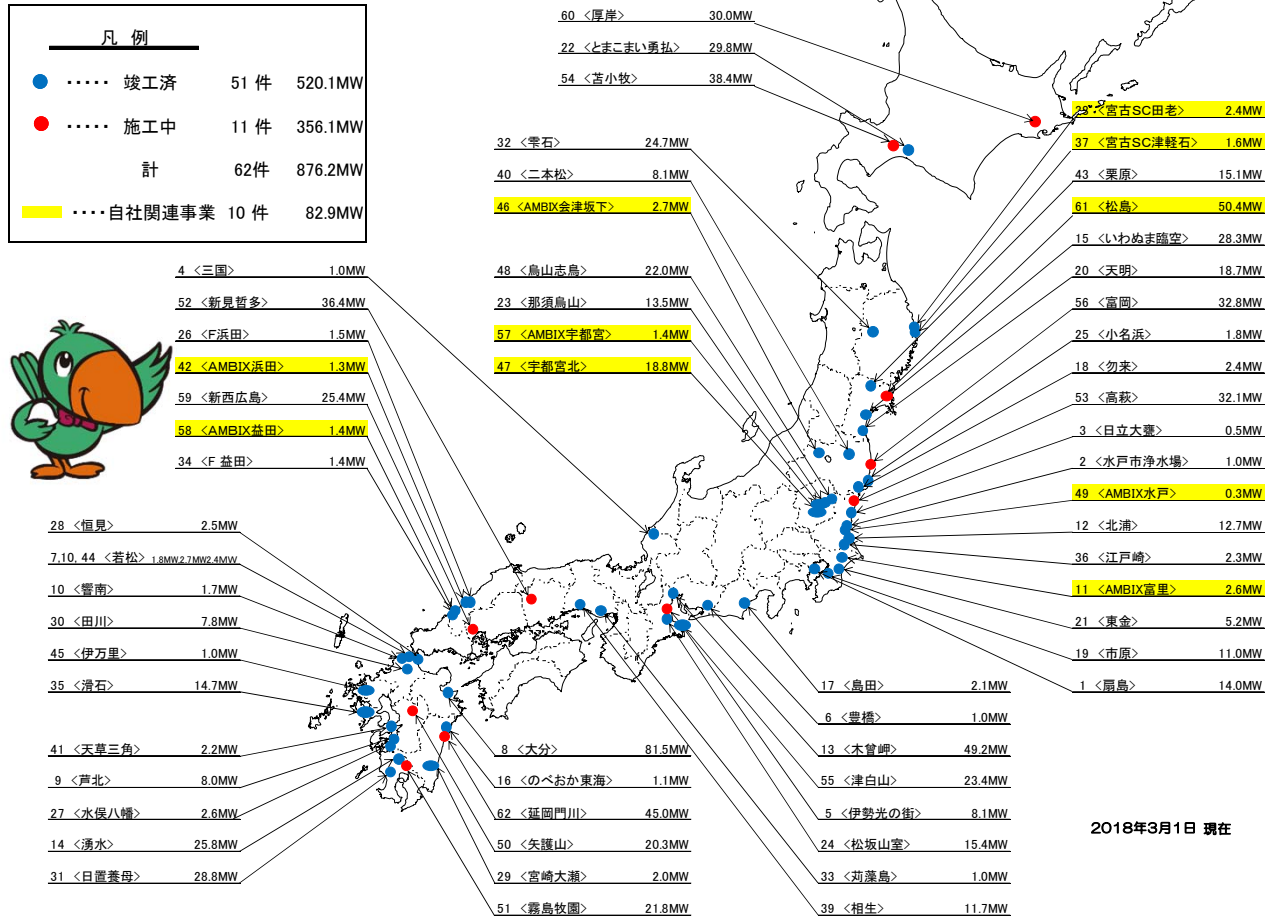 凡 例
● ‥‥‥ 竣工済 51 件 520.1MW
● ‥‥‥ 施工中 11 件 356.1MW
計 62件 876.2MW
‥‥自社関連事業 10 件 82.9MW
60 <厚岸> 30.0MW
22 <とまこまい勇払> 29.8MW
54 <苫小牧> 38.4MW
32 <雫石> 24.7MW
40 <二本松> 8.1MW
46 <AMBIX会津坂下> 2.7MW
48 <烏山志鳥> 22.0MW
23 <那須烏山> 13.5MW
57 <AMBIX宇都宮> 1.4MW
47 <宇都宮北> 18.8MW
<宮古SC田老> 2.4MW
37 <宮古SC津軽石> 1.6MW
43 <栗原> 15.1MW
61 <松島> 50.4MW
15 <いわぬま臨空> 28.3MW
20 <天明> 18.7MW
56 <富岡> 32.8MW
25 <小名浜> 1.8MW
18 <勿来> 2.4MW
53 <高萩> 32.1MW
3 <日立大甕> 0.5MW
2 <水戸市浄水場> 1.0MW
49 <AMBIX水戸> 0.3MW
12 <北浦> 12.7MW
36 <江戸崎> 2.3MW
11 <AMBIX富里> 2.6MW
21 <東金> 5.2MW
19 <市原> 11.0MW
1 <扇島> 14.0MW
4 <三国> 1.0MW
52 <新見哲多> 36.4MW
26 <F浜田> 1.5MW
42 <AMBIX浜田> 1.3MW
59 <新西広島> 25.4MW
58 <AMBIX益田> 1.4MW
34 <F 益田> 1.4MW
28 <恒見> 2.5MW
7,10,44 <若松> 1.8MW,2.7MW2.4MW
10 <響南> 1.7MW
30 <田川> 7.8MW
45 <伊万里> 1.0MW
35 <滑石> 14.7MW
41 <天草三角> 2.2MW
9 <芦北> 8.0MW
27 <水俣八幡> 2.6MW
14 <湧水> 25.8MW
31 <日置養母> 28.8MW
8 <大分> 81.5MW
16 <のべおか東海> 1.1MW
62 <延岡門川> 45.0MW
50 <矢護山> 20.3MW
29 <宮崎大瀬> 2.0MW
51 <霧島牧園> 21.8MW
17 <島田> 2.1MW
6 <豊橋> 1.0MW
13 <木曾岬> 49.2MW
55 <津白山> 23.4MW
5 <伊勢光の街> 8.1MW
24 <松坂山室> 15.4MW
33 <苅藻島> 1.0MW
39 <相生> 11.7MW
2018年3月1日 現在